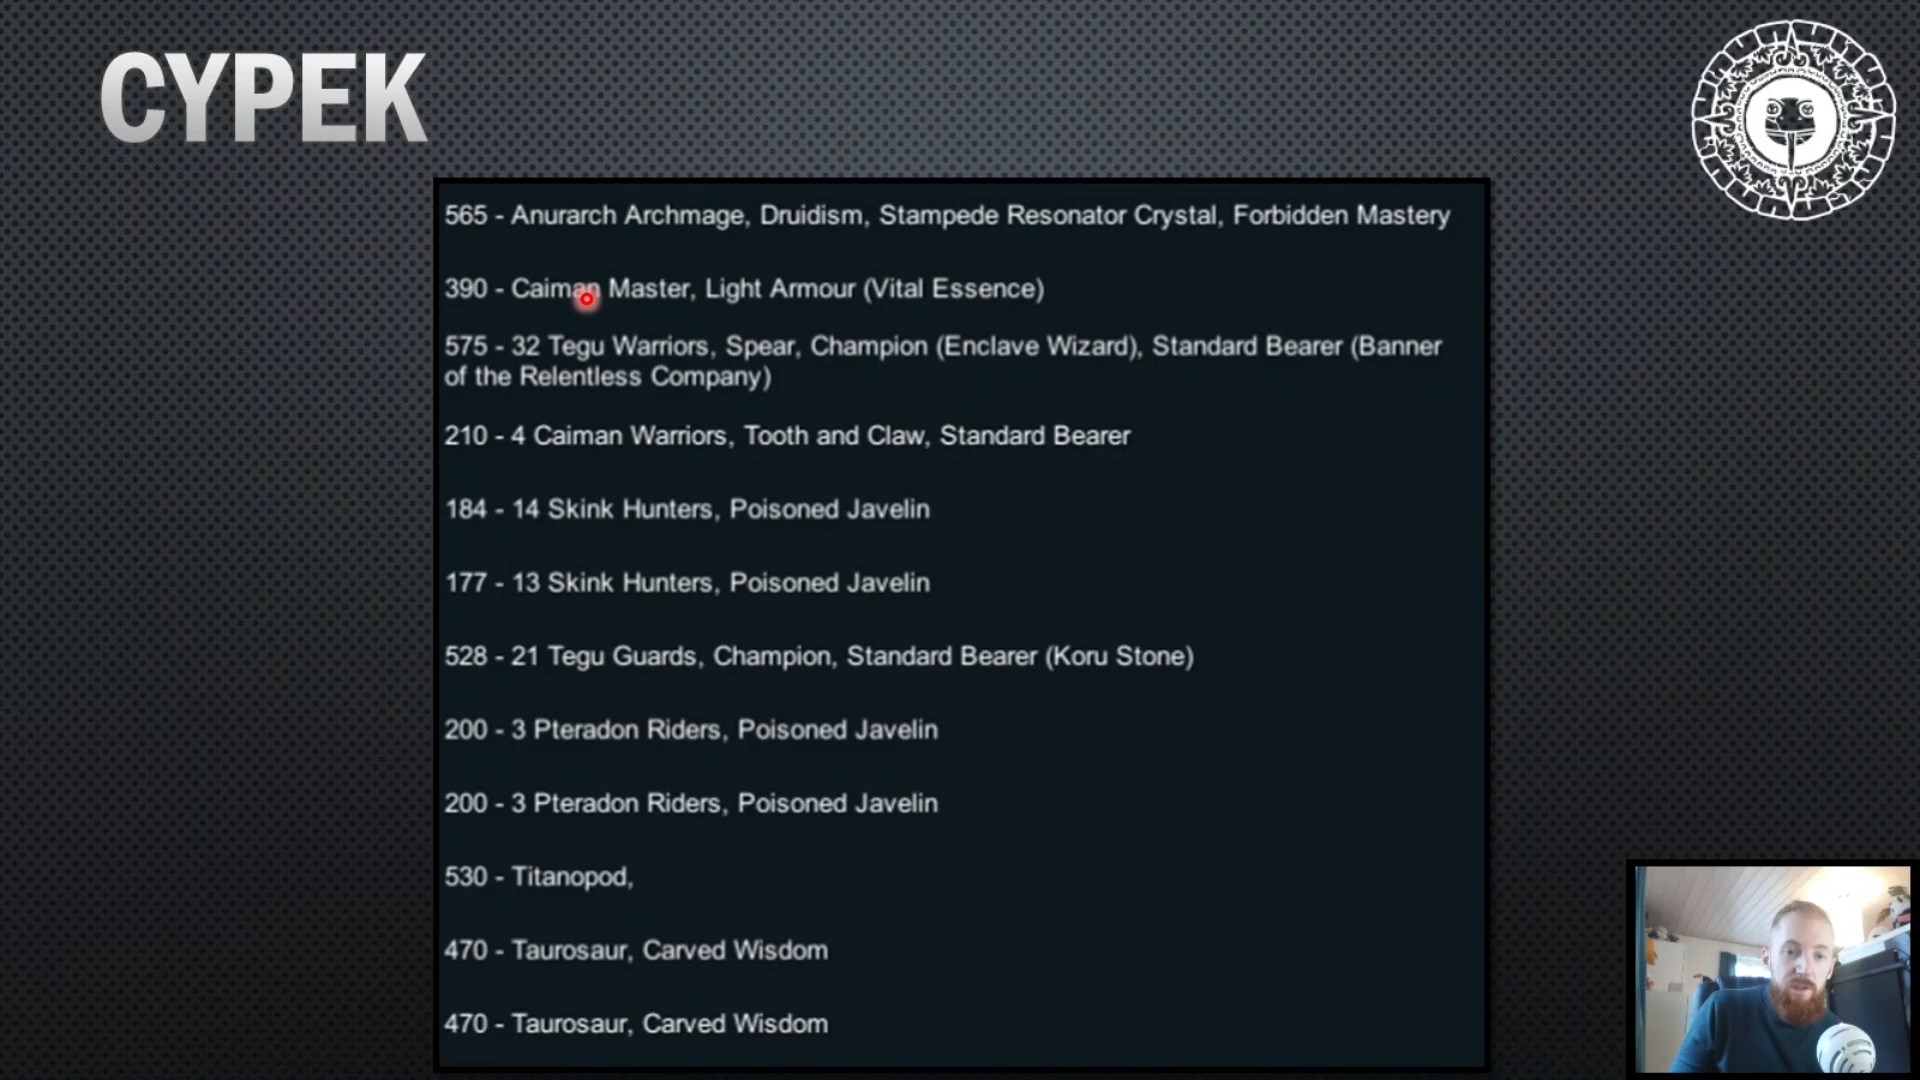 CYPEK
565 - Anurarch Archmage, Druidism, Stampede Resonator Crystal, Forbidden Mastery
390 - Caiman Master, Light Armour (Vital Essence)
575 - 32 Tegu Warriors, Spear, Champion (Enclave Wizard), Standard Bearer (Banner
of the Relentless Company)
210 - 4 Caiman Warriors, Tooth and Claw, Standard Bearer
184 - 14 Skink Hunters, Poisoned Javelin
177 - 13 Skink Hunters, Poisoned Javelin
528 - 21 Tegu Guards, Champion, Standard Bearer (Koru Stone)
200 - 3 Pteradon Riders, Poisoned Javelin
200 - 3 Pteradon Riders, Poisoned Javelin
530 - Titanopod,
470 - Taurosaur, Carved Wisdom
470 - Taurosaur, Carved Wisdom